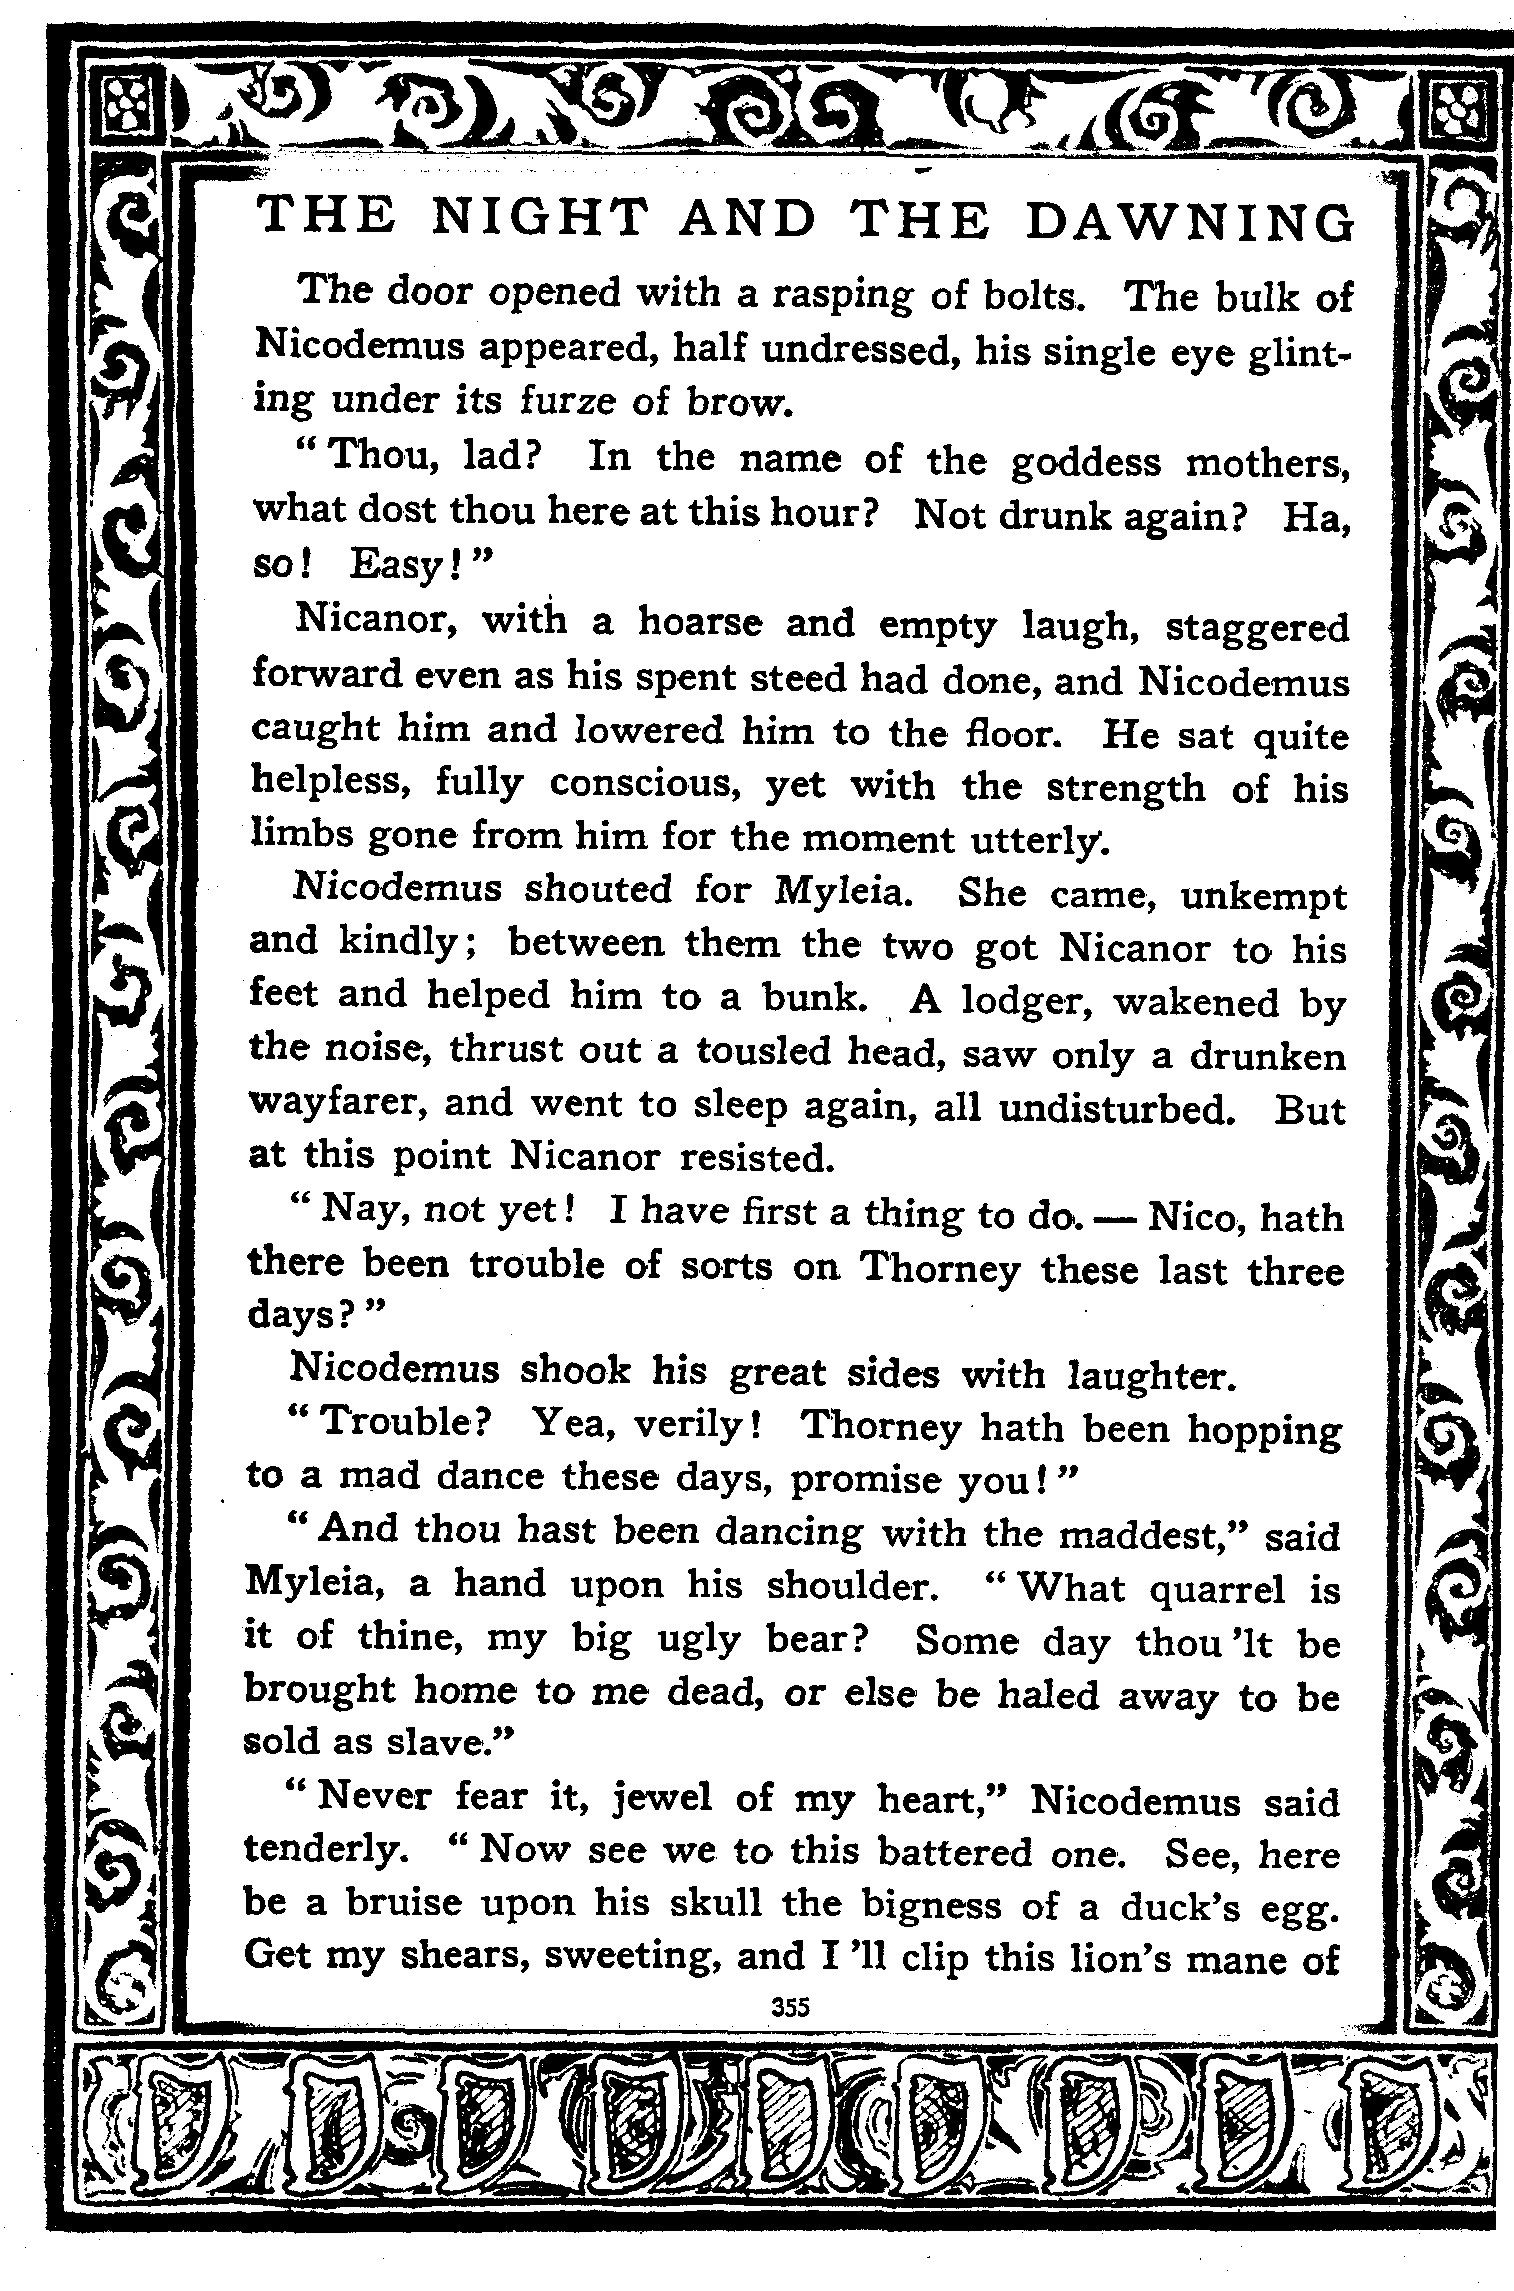 THE NIGHT AND THE DAWNING
The door opened with a rasping of bolts. The bulk of
Nicodemus appeared, half undressed, his single eye glint-
ing under its furze of brow.
“Thou, lad? In the name of the goddess mothers,
what dost thou here at this hour? Not drunk again? Ha,
so! Easy!”
Nicanor, with a hoarse and empty laugh, staggered
forward even as his spent steed had done, and Nicodemus
caught him and lowered him to the floor. He sat quite
helpless, fully conscious, yet with the strength of his
limbs gone from him for the moment utterly.
Nicodemus shouted for Myleia. She came, unkempt
and kindly; between them the two got Nicanor to his
feet and helped him to a bunk. A lodger, wakened by
the noise, thrust out a tousled head, saw only a drunken
wayfarer, and went to sleep again, all undisturbed. But
at this point Nicanor resisted.
“Nay, not yet! I have first a thing to do. — Nico, hath
there been trouble of sorts on Thorney these last three
days?”
Nicodemus shook his great sides with laughter.
“Trouble? Yea, verily! Thorney hath been hopping
to a mad dance these days, promise you!”
“And thou hast been dancing with the maddest,” said
Myleia, a hand upon his shoulder. “What quarrel is
it of thine, my big ugly bear? Some day thou ’lt be
brought home to me dead, or else be haled away to be
sold as slave.”
“Never fear it, jewel of my heart,” Nicodemus said
tenderly. “Now see we to this battered one. See, here
be a bruise upon his skull the bigness of a duck’s egg.
Get my shears, sweeting, and I ’ll clip this lion’s mane of
355